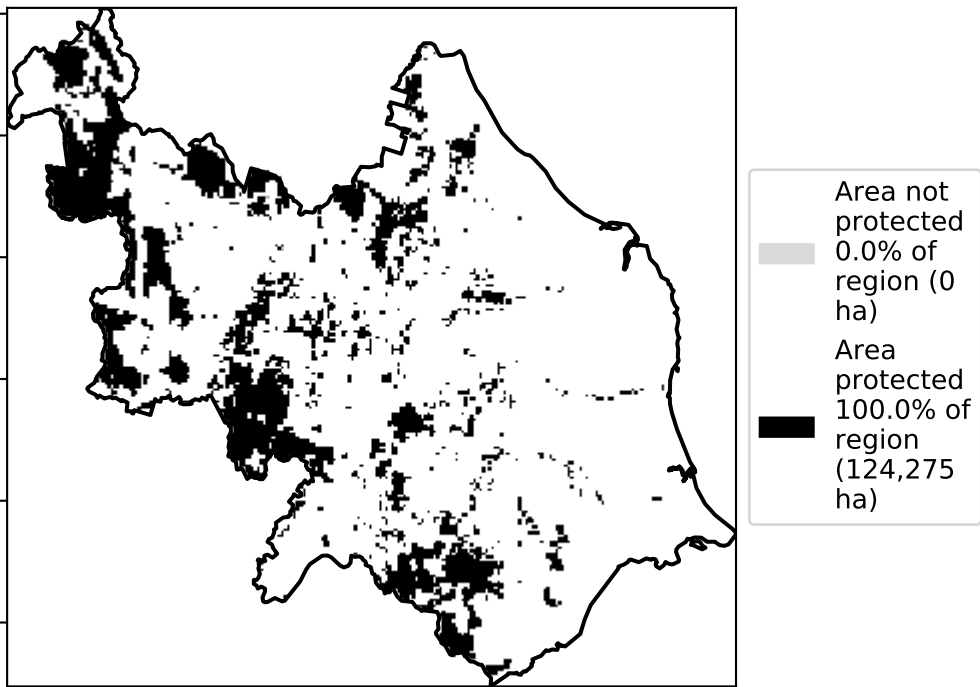 Area not
protected
0.0% of
region (0
ha)
Area
protected
100.0% of
region
(124,275
ha)